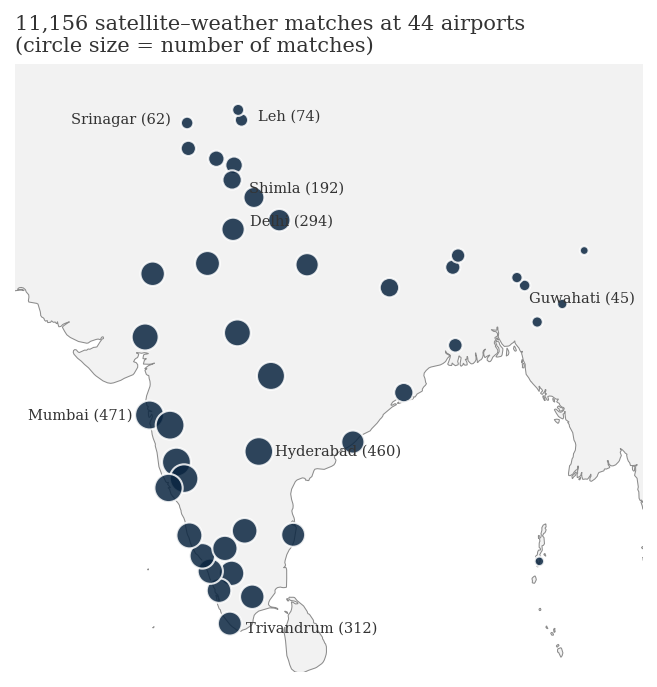 11,156 satellite–weather matches at 44 airports
(circle size = number of matches)
Srinagar (62)
Leh (74)
Shimla (192)
Delhi (294)
Guwahati (45)
Mumbai (471)
Hyderabad (460)
Trivandrum (312)